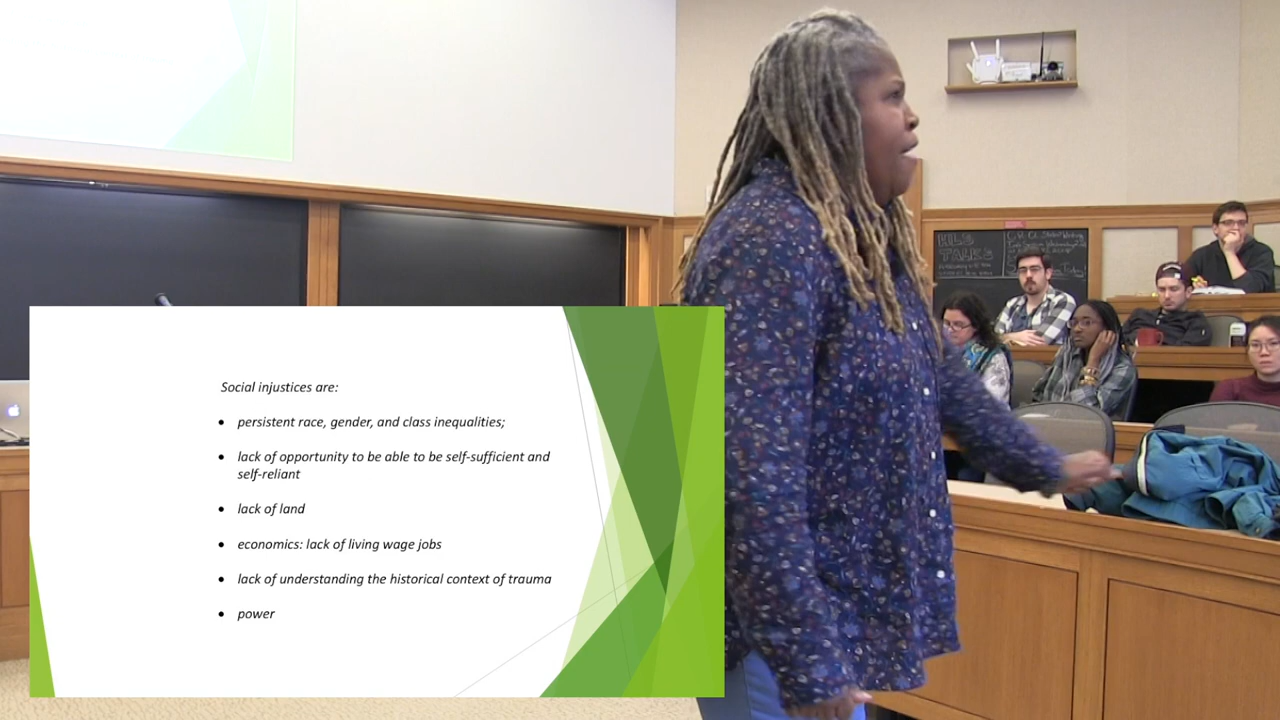 HLS
TALKS
Social injustices are:
• persistent race, gender, and class inequalities;
• lack of opportunity to be able to be self-sufficient and
self-reliant
• lack of land
• economics: lack of living wage jobs
• lack of understanding the historical context of trauma
• power